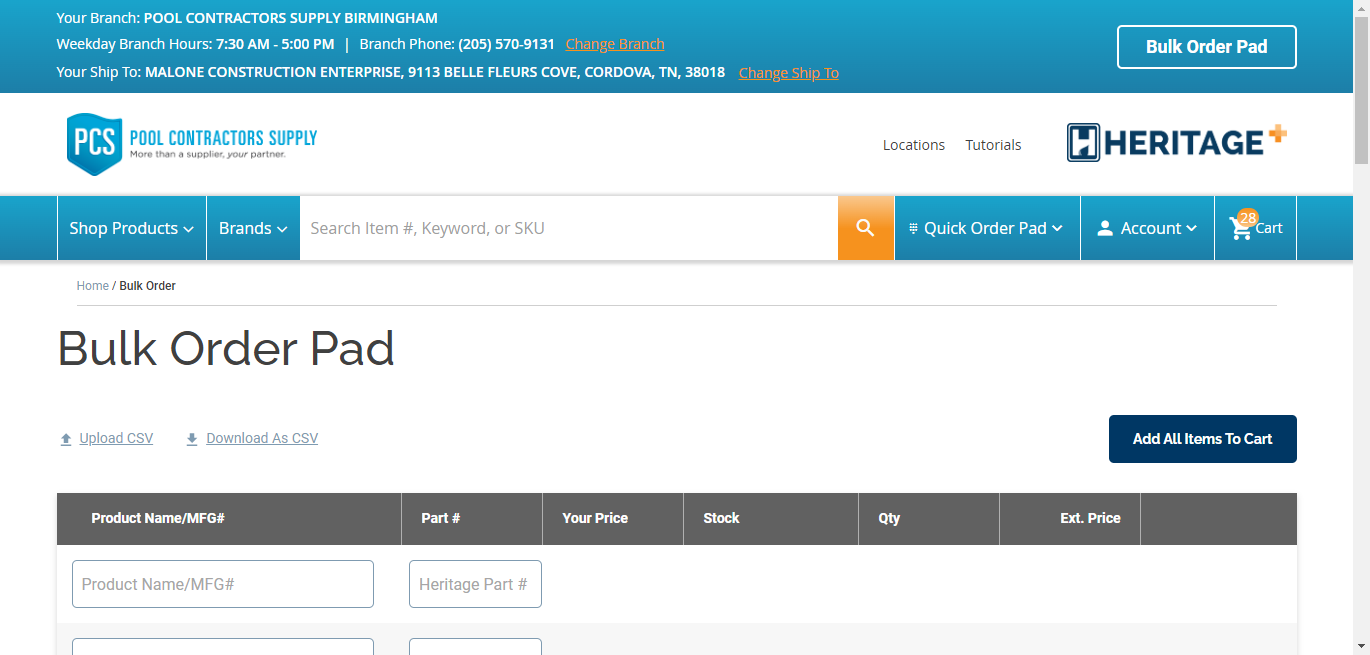 Your Branch: POOL CONTRACTORS SUPPLY BIRMINGHAM
Weekday Branch Hours: 7:30 AM - 5:00 PM | Branch Phone: (205) 570-9131 Change Branch
Your Ship To: MALONE CONSTRUCTION ENTERPRISE, 9113 BELLE FLEURS COVE, CORDOVA, TN, 38018 Change Ship To
Bulk Order Pad
PCS POOL CONTRACTORS SUPPLY
More than a supplier, your partner.
Locations Tutorials
H HERITAGE+
Shop Products Brands Search Item #, Keyword, or SKU Quick Order Pad Account 28 Cart
Home / Bulk Order
Bulk Order Pad
Upload CSV Download As CSV Add All Items To Cart
Product Name/MFG# Part # Your Price Stock Qty Ext. Price
Product Name/MFG# Heritage Part #